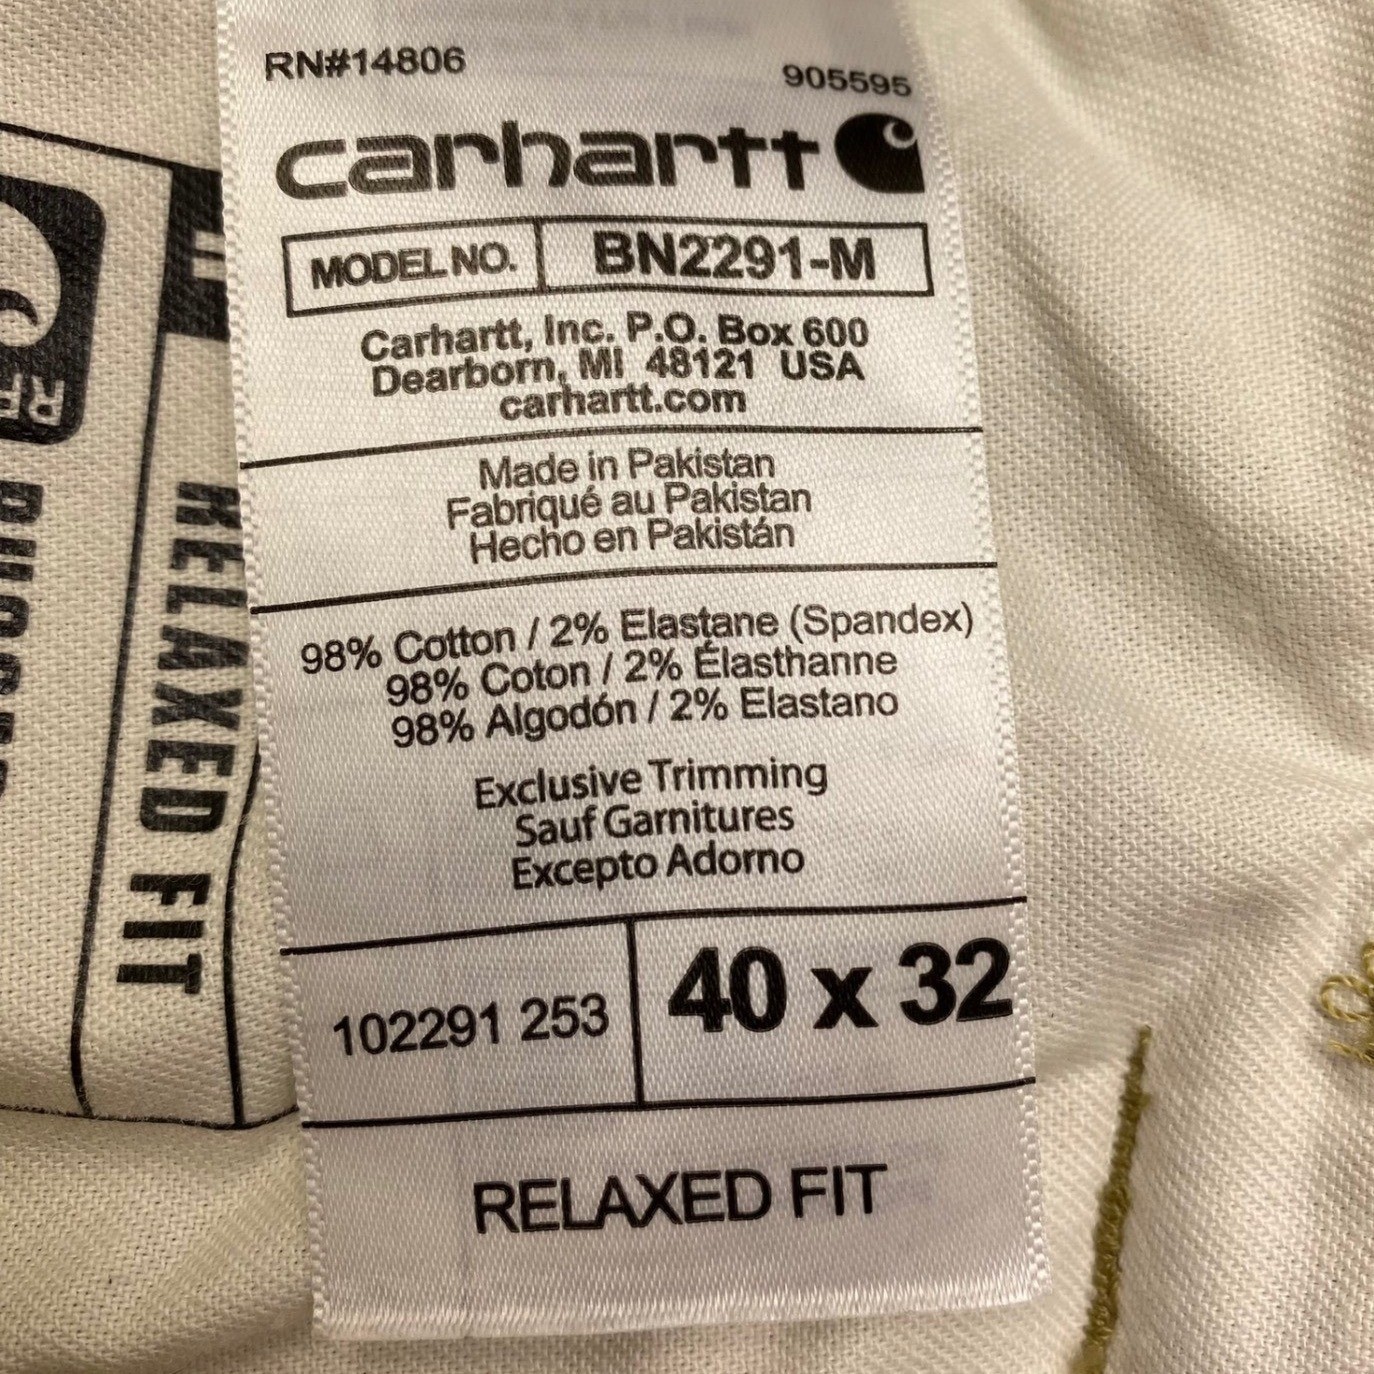 RN#14806
905595
carhartt
MODEL NO. BN2291-M
Carhartt, Inc. P.O. Box 600
Dearborn, MI 48121 USA
carhartt.com
Made in Pakistan
Fabriqué au Pakistan
Hecho en Pakistán
98% Cotton / 2% Elastane (Spandex)
98% Coton / 2% Élasthanne
98% Algodón / 2% Elastano
Exclusive Trimming
Sauf Garnitures
Excepto Adorno
102291 253
40 x 32
RELAXED FIT
RELAXED FIT